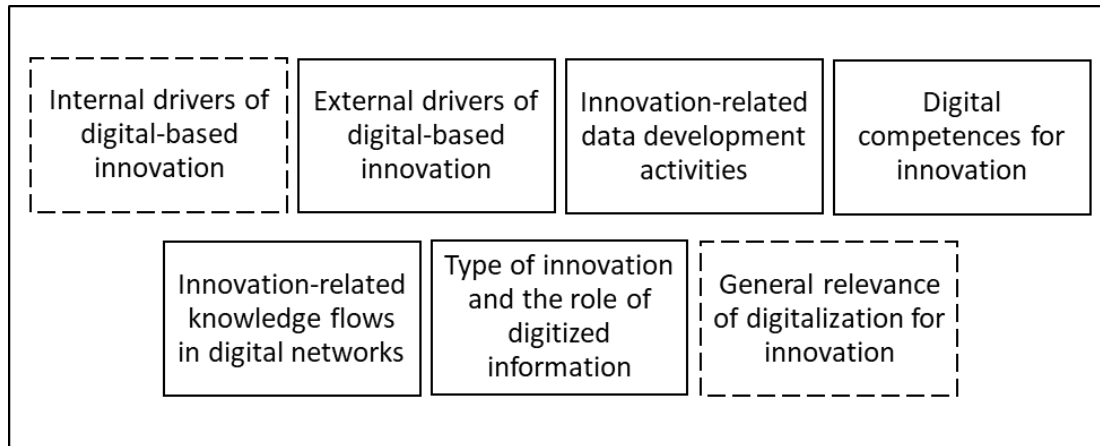 Internal drivers of
digital-based
innovation
External drivers of
digital-based
innovation
Innovation-related
data development
activities
Digital
competences for
innovation
Innovation-related
knowledge flows
in digital networks
Type of innovation
and the role of
digitized
information
General relevance
of digitalization for
innovation